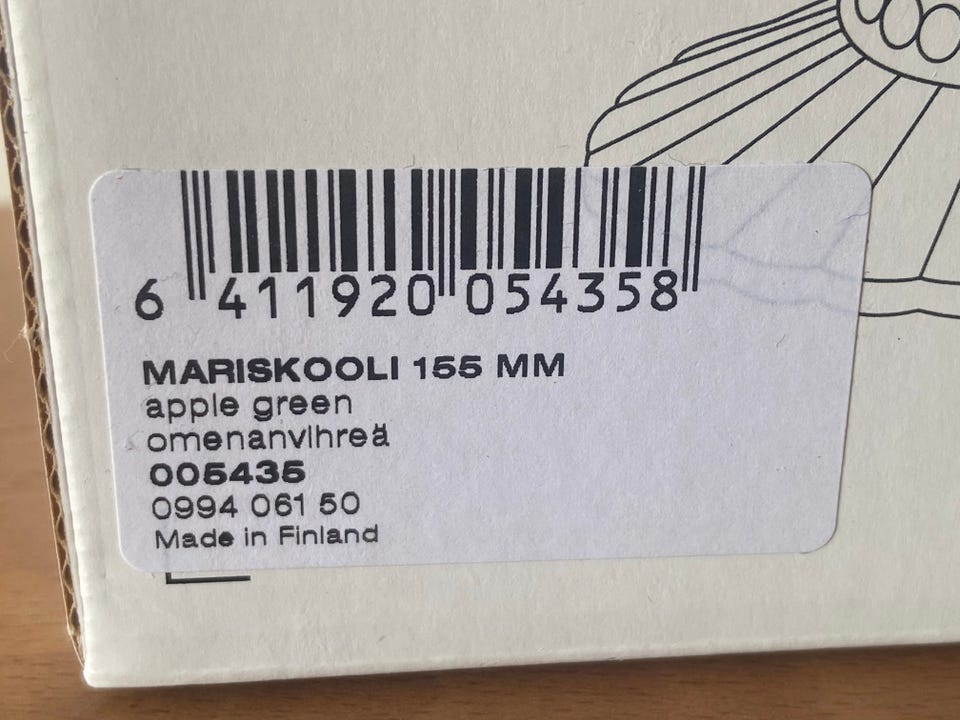 6 411920 054358
MARISKOOLI 155 MM
apple green
omenanvihreä
005435
0994 061 50
Made in Finland